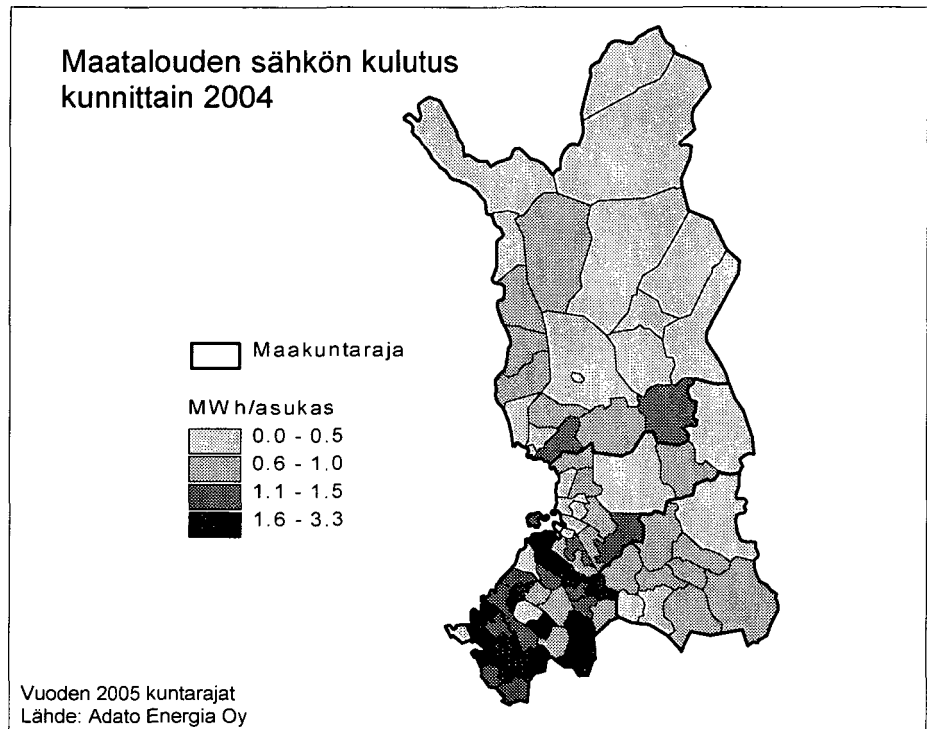 Maatalouden sähkön kulutus
kunnittain 2004
Maakuntaraja
MWh/asukas
0.0 - 0.5
0.6 - 1.0
1.1 - 1.5
1.6 - 3.3
Vuoden 2005 kuntarajat
Lähde: Adato Energia Oy